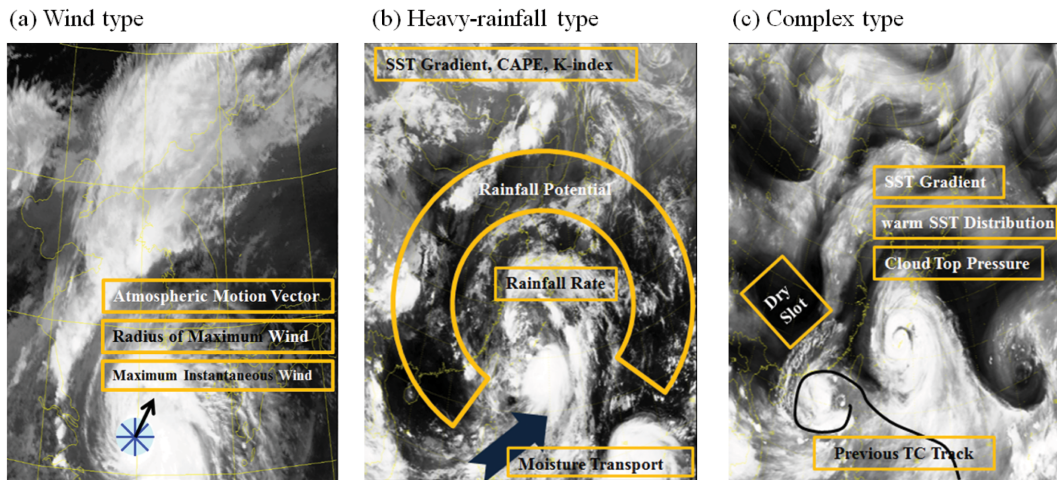 (a) Wind type
Atmospheric Motion Vector
Radius of Maximum Wind
Maximum Instantaneous Wind
(b) Heavy-rainfall type
SST Gradient, CAPE, K-index
Rainfall Potential
Rainfall Rate
Moisture Transport
(c) Complex type
SST Gradient
warm SST Distribution
Cloud Top Pressure
Dry
Slot
Previous TC Track